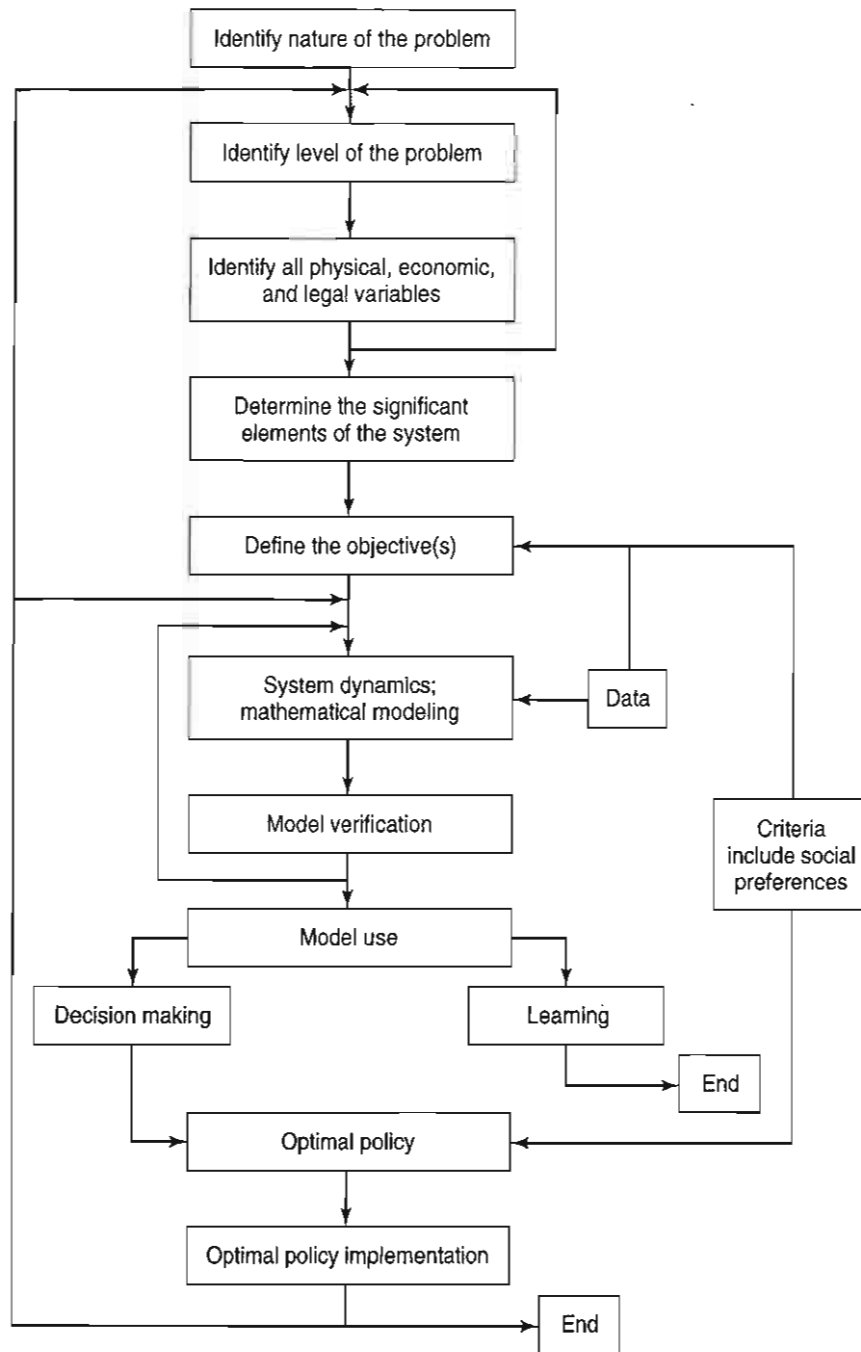 Identify nature of the problem
Identify level of the problem
Identify all physical, economic,
and legal variables
Determine the significant
elements of the system
Define the objective(s)
System dynamics;
mathematical modeling
Data
Model verification
Criteria
include social
preferences
Model use
Decision making
Learning
End
Optimal policy
Optimal policy implementation
End